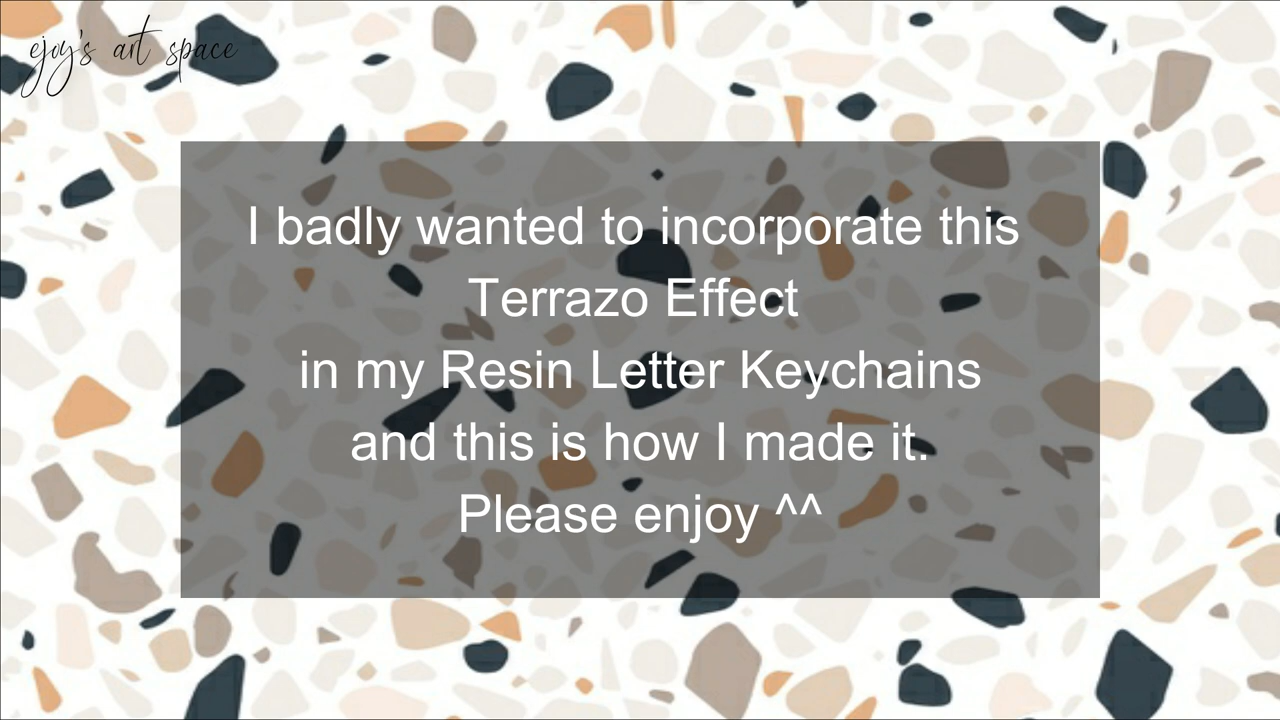 ejoy's art space
I badly wanted to incorporate this
Terrazo Effect
in my Resin Letter Keychains
and this is how I made it.
Please enjoy ^^